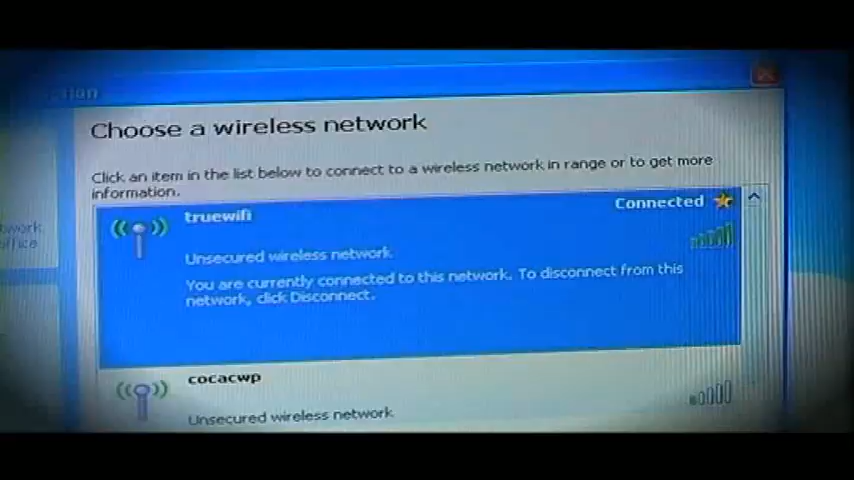 Choose a wireless network
Click an item in the list below to connect to a wireless network in range or to get more
information.
truewifi
Connected
Unsecured wireless network
You are currently connected to this network. To disconnect from this
network, click Disconnect.
cocacwp
Unsecured wireless network